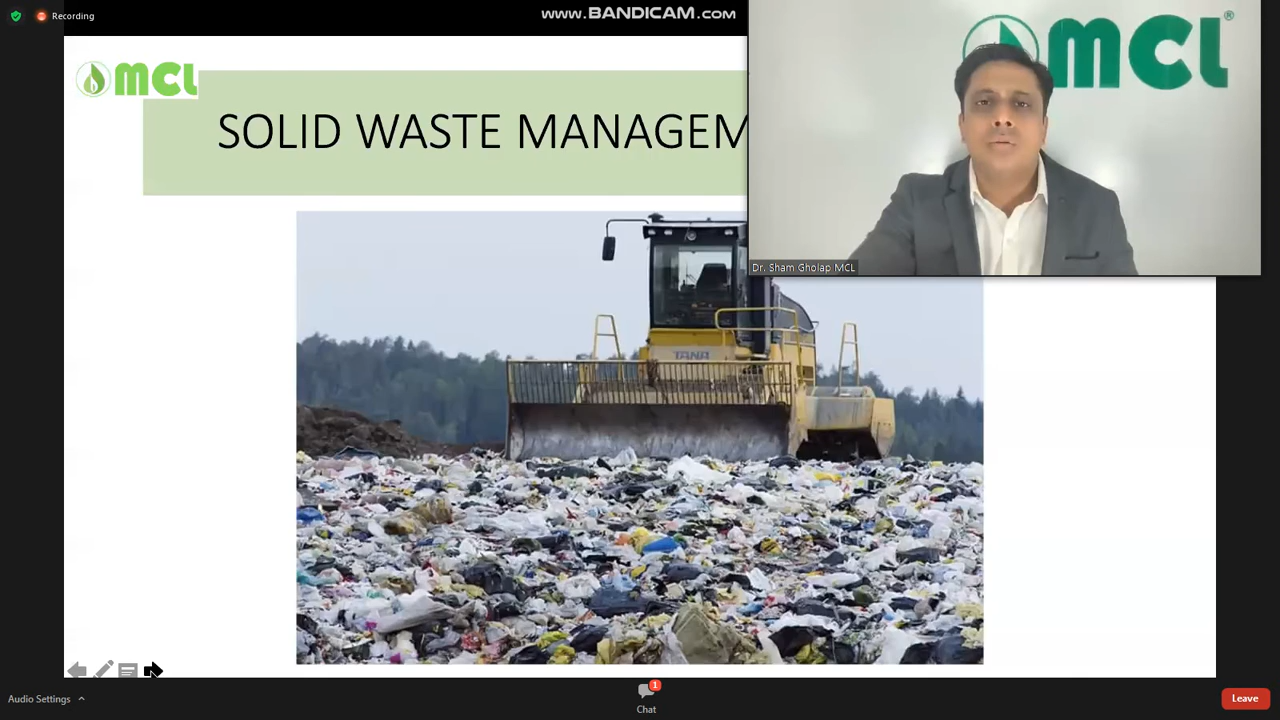 Recording
WWW.BANDICAM.COM
MCL
MCL®
SOLID WASTE MANAGEM
Dr. Sham Gholap MCL
TANA
Audio Settings
1
Chat
Leave